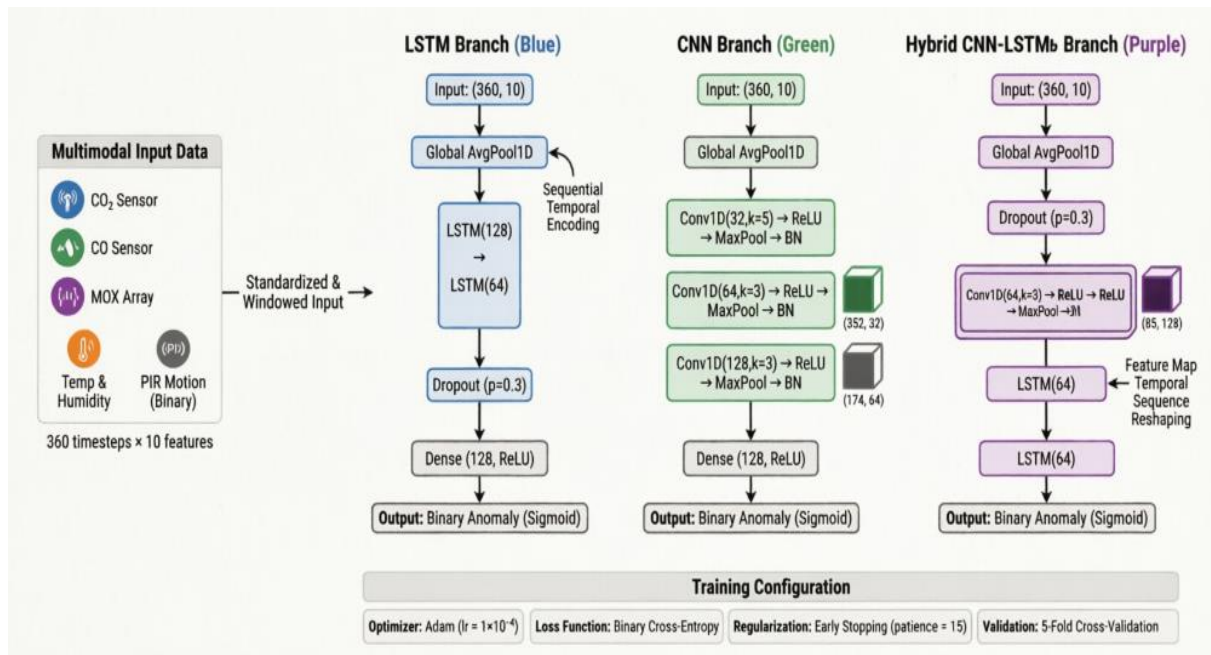 LSTM Branch (Blue)
CNN Branch (Green)
Hybrid CNN-LSTMb Branch (Purple)
Multimodal Input Data
CO₂ Sensor
CO Sensor
MOX Array
Temp &
Humidity
PIR Motion
(Binary)
360 timesteps × 10 features
Standardized &
Windowed Input
Input: (360, 10)
Global AvgPool1D
Sequential
Temporal
Encoding
LSTM(128)
→
LSTM(64)
Dropout (p=0.3)
Dense (128, ReLU)
Output: Binary Anomaly (Sigmoid)
Input: (360, 10)
Global AvgPool1D
Conv1D(32,k=5) → ReLU
→ MaxPool → BN
Conv1D(64,k=3) → ReLU →
MaxPool → BN
(352, 32)
Conv1D(128,k=3) → ReLU
→ MaxPool → BN
(174, 64)
Dense (128, ReLU)
Output: Binary Anomaly (Sigmoid)
Input: (360, 10)
Global AvgPool1D
Dropout (p=0.3)
Conv1D(64,k=3) → ReLU → ReLU
→ MaxPool →
(85, 128)
LSTM(64)
Feature Map
Temporal
Sequence
Reshaping
LSTM(64)
Output: Binary Anomaly (Sigmoid)
Training Configuration
Optimizer: Adam (lr = 1×10⁻⁴)
Loss Function: Binary Cross-Entropy
Regularization: Early Stopping (patience = 15)
Validation: 5-Fold Cross-Validation